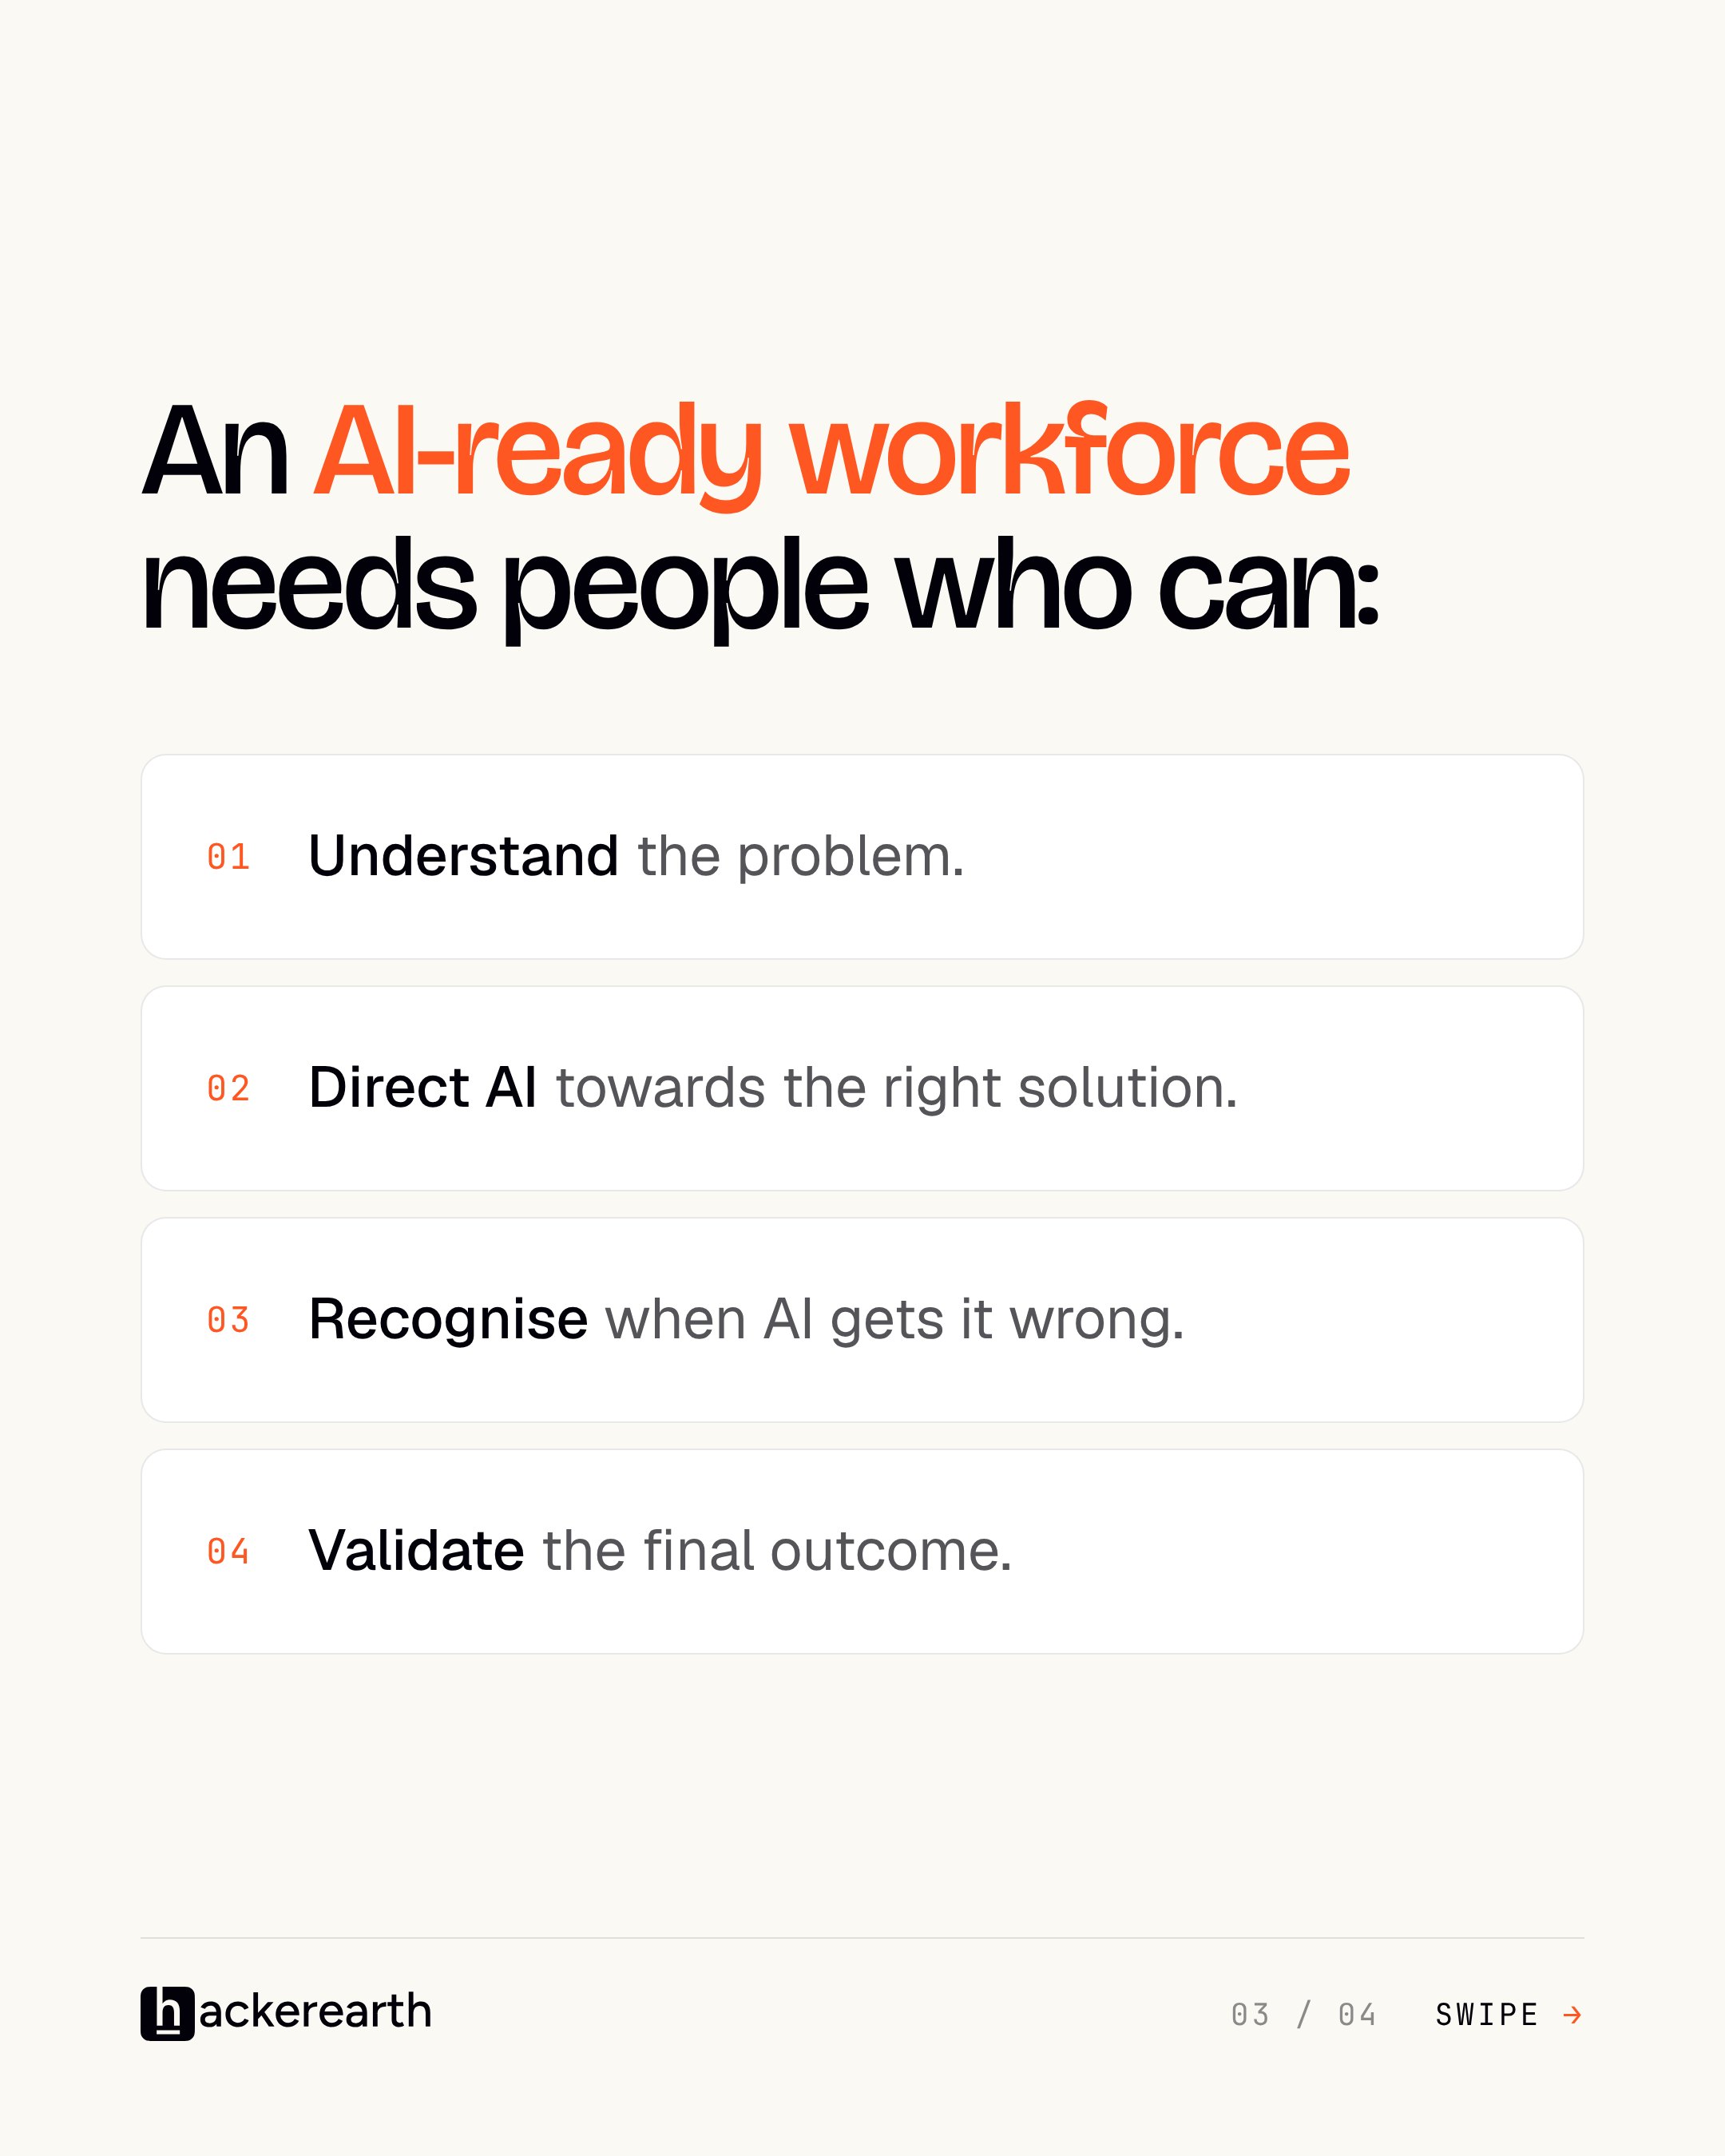 An AI-ready workforce
needs people who can:
01 Understand the problem.
02 Direct AI towards the right solution.
03 Recognise when AI gets it wrong.
04 Validate the final outcome.
hackerearth 03 / 04 SWIPE →